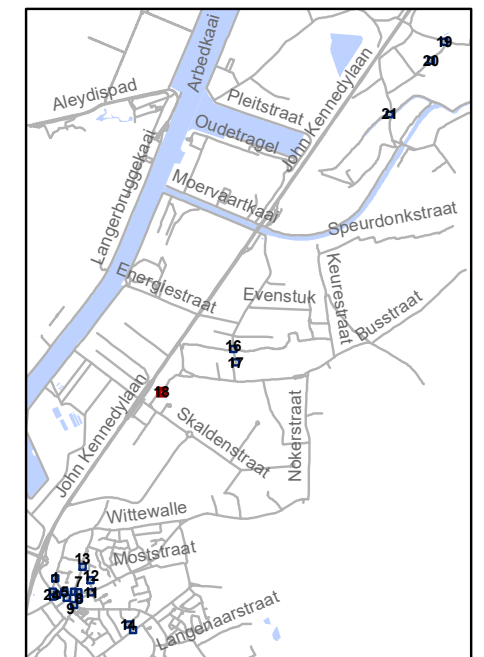 19
20
Arbedkaai
John Kennedylaan
Aleydispad
Pleitstraat
21
Oudetragel
Langerbruggekaai
Moervaartkaai
Speurdonkstraat
Energiestraat
Evenstuk
Keurestraat
Busstraat
16
17
18
John Kennedylaan
Skaldenstraat
Nokerstraat
Wittewalle
13
Moststraat
12
7
11
8
9
14
Langenaarstraat